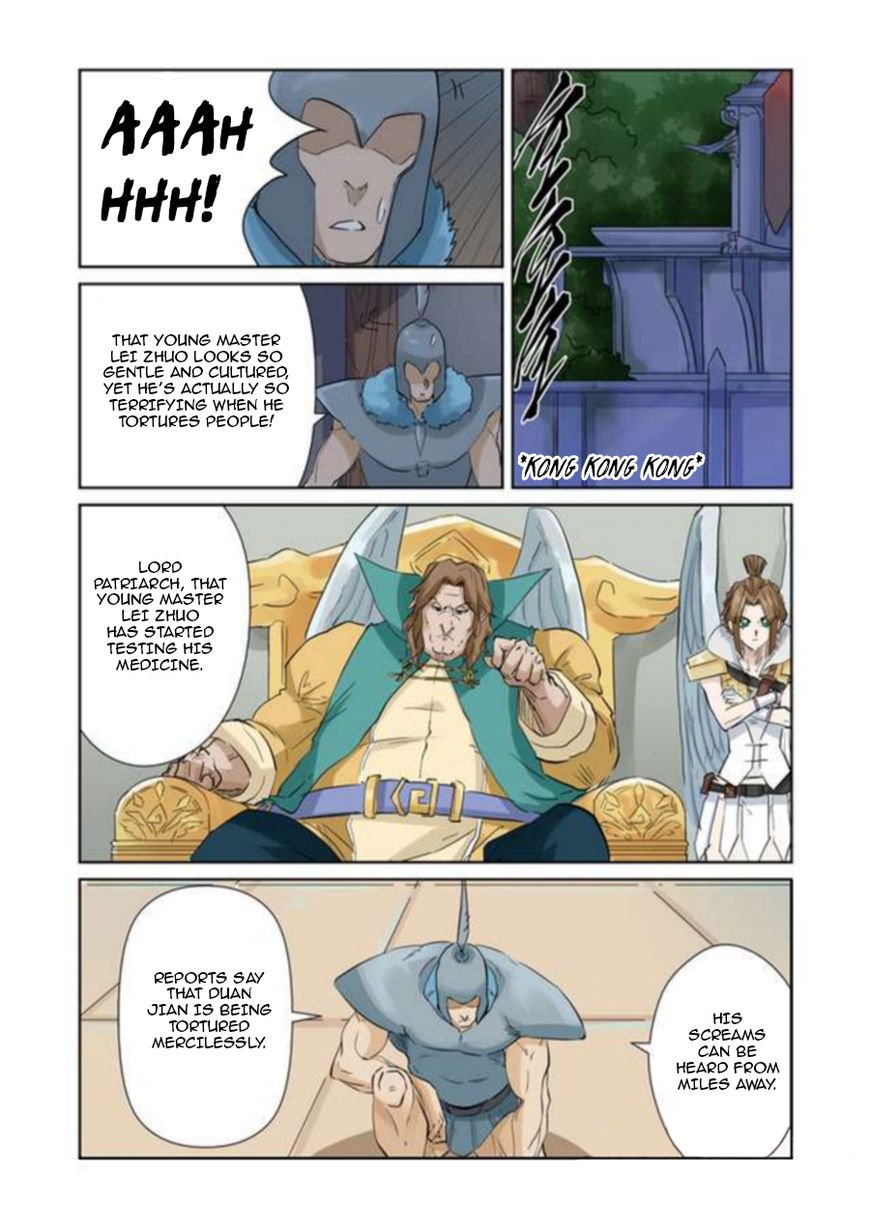 AAAH
HHH!
*KONG KONG KONG*
THAT YOUNG MASTER
LEI ZHUO LOOKS SO
GENTLE AND CULTURED,
YET HE'S ACTUALLY SO
TERRIFYING WHEN HE
TORTURES PEOPLE!
LORD
PATRIARCH, THAT
YOUNG MASTER
LEI ZHUO
HAS STARTED
TESTING HIS
MEDICINE.
REPORTS SAY
THAT DUAN
JIAN IS BEING
TORTURED
MERCILESSLY.
HIS
SCREAMS
CAN BE
HEARD FROM
MILES AWAY.